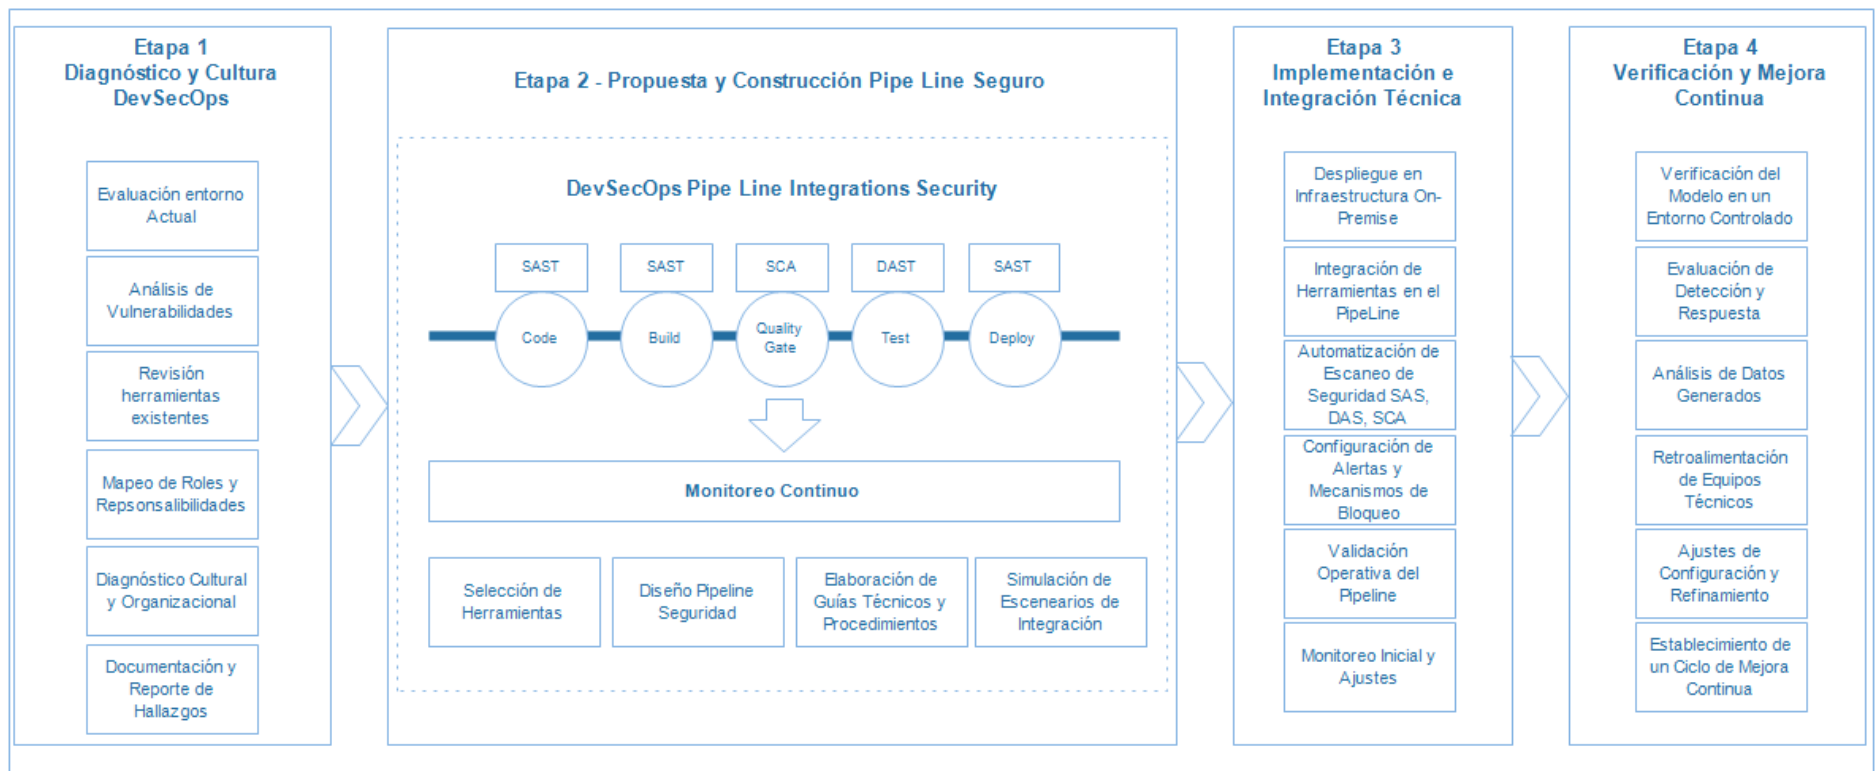 Etapa 1
Diagnóstico y Cultura
DevSecOps
Evaluación entorno
Actual
Análisis de
Vulnerabilidades
Revisión
herramientas
existentes
Mapeo de Roles y
Repsonsalibilidades
Diagnóstico Cultural
y Organizacional
Documentación y
Reporte de
Hallazgos
Etapa 2 - Propuesta y Construcción Pipe Line Seguro
DevSecOps Pipe Line Integrations Security
SAST
SAST
SCA
DAST
SAST
Code
Build
Quality
Gate
Test
Deploy
Monitoreo Continuo
Selección de
Herramientas
Diseño Pipeline
Seguridad
Elaboración de
Guías Técnicos y
Procedimientos
Simulación de
Esceneario de
Integración
Etapa 3
Implementación e
Integración Técnica
Despliegue en
Infraestructura On-
Premise
Integración de
Herramientas en el
PipeLine
Automatización de
Escaneo de
Seguridad SAS,
DAS, SCA
Configuración de
Alertas y
Mecanismos de
Bloqueo
Validación
Operativa del
Pipeline
Monitoreo Inicial y
Ajustes
Etapa 4
Verificación y Mejora
Continua
Verificación del
Modelo en un
Entorno Controlado
Evaluación de
Detección y
Respuesta
Análisis de Datos
Generados
Retroalimentación
de Equipos
Técnicos
Ajustes de
Configuración y
Refinamiento
Establecimiento de
un Ciclo de Mejora
Continua